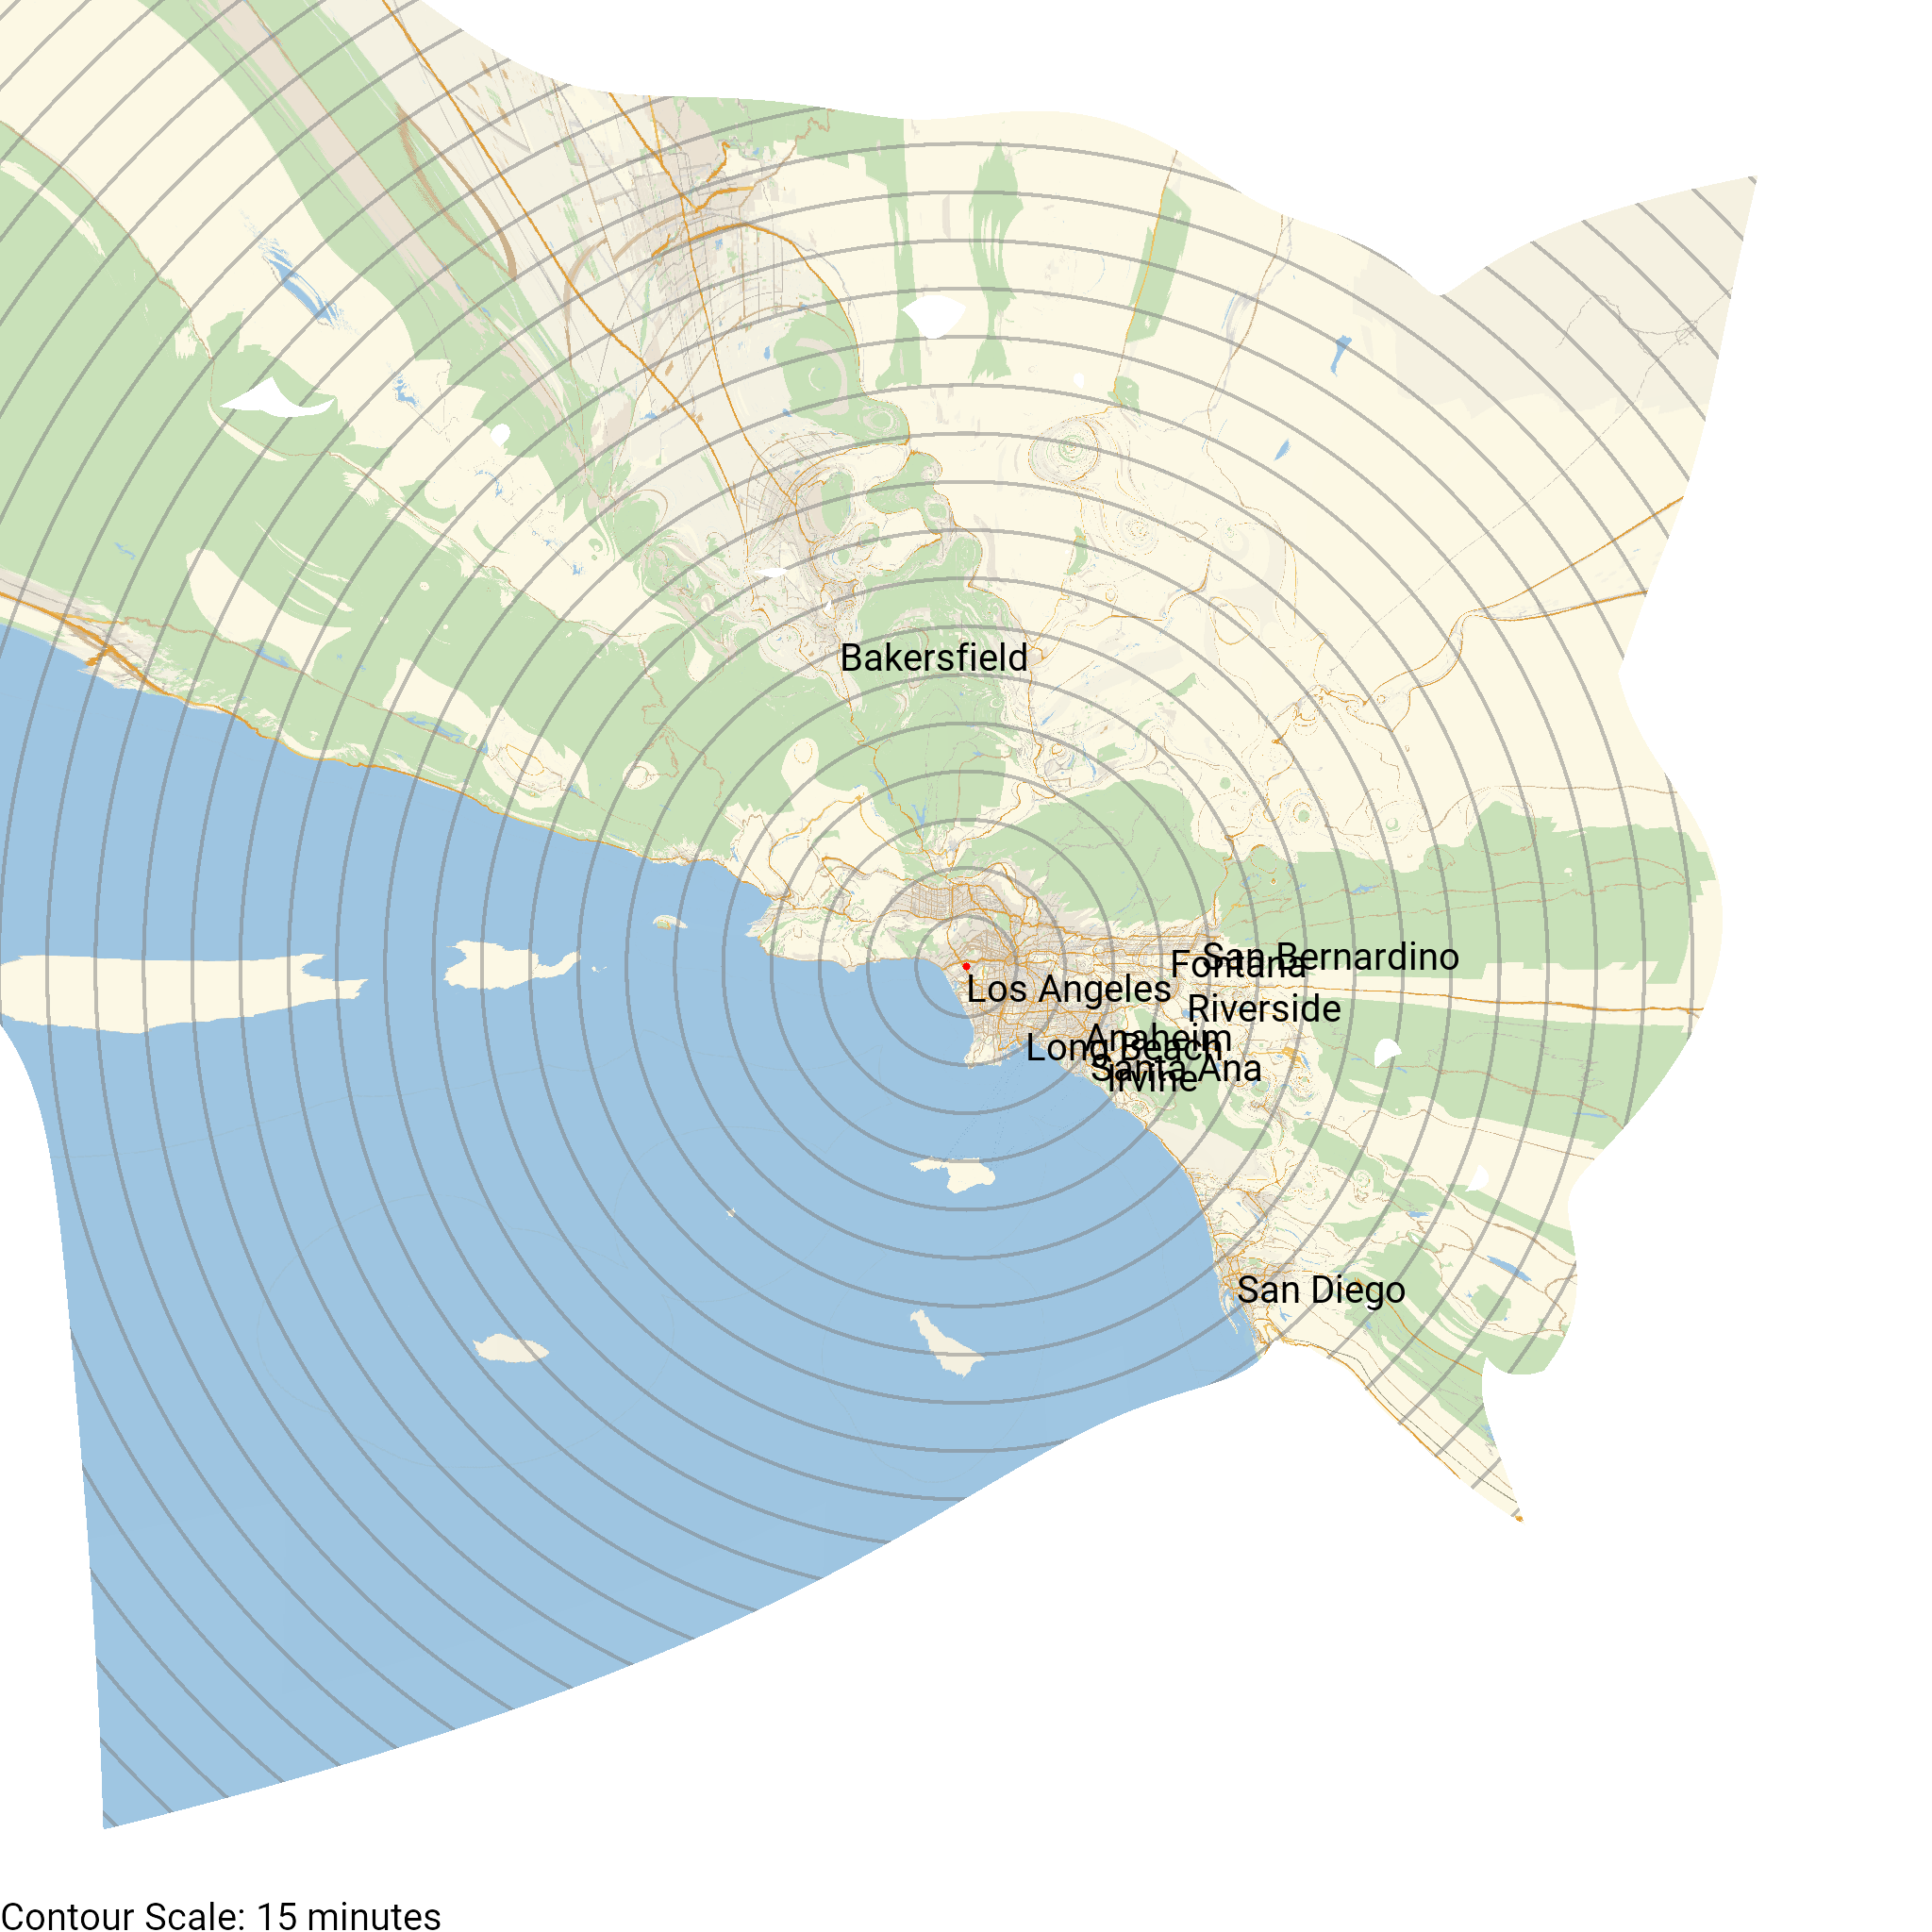 Bakersfield
San Bernardino
Fontana
Los Angeles
Riverside
Anaheim
Long Beach
Santa Ana
Irvine
San Diego
Contour Scale: 15 minutes